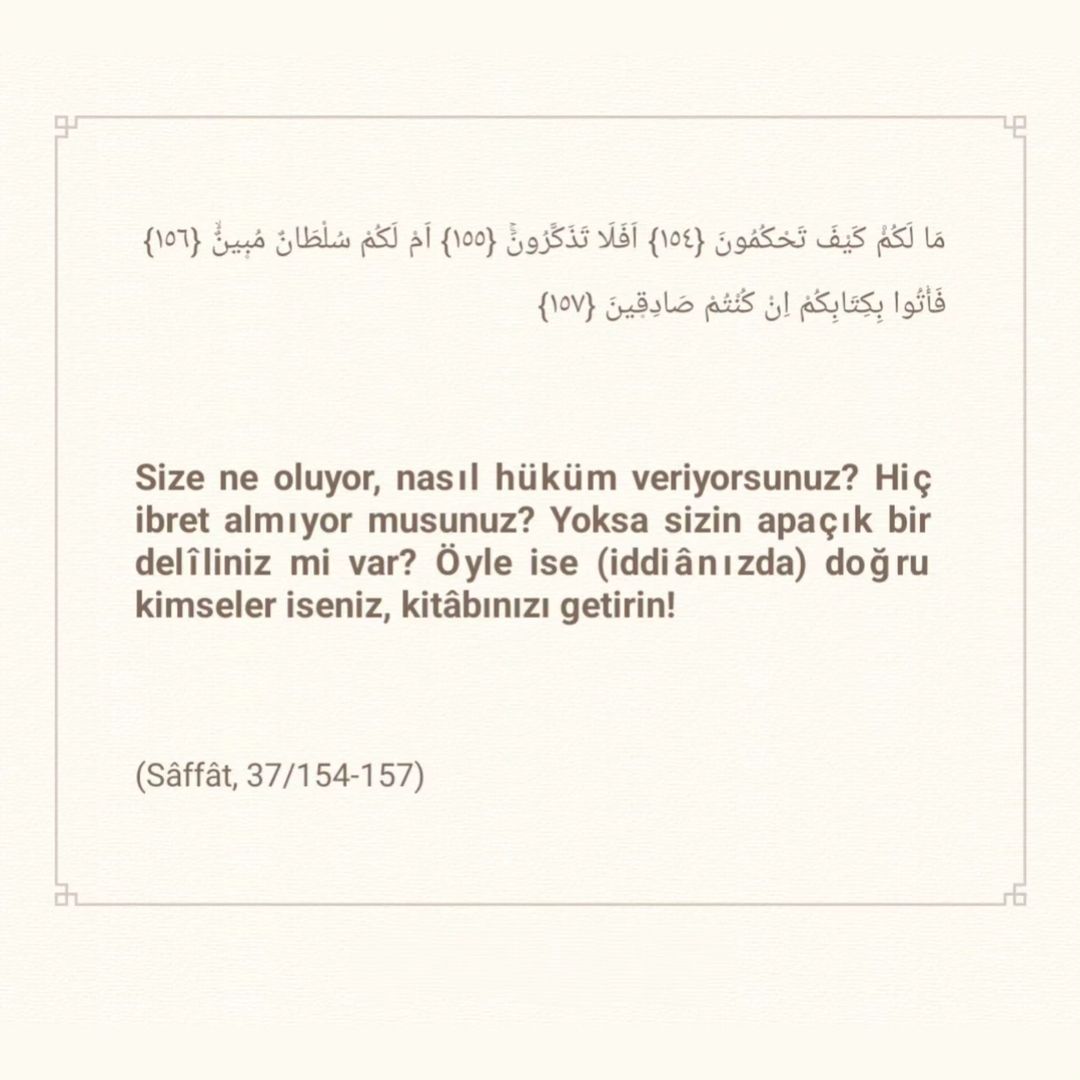 مَا لَكُمْ۠ كَيْفَ تَحْكُمُونَ {١٥٤} اَفَلَا تَذَكَّرُونَۚ {١٥٥} اَمْ لَكُمْ سُلْطَانٌ مُب۪ينٌۙ {١٥٦}
فَأْتُوا بِكِتَابِكُمْ اِنْ كُنْتُمْ صَادِق۪ينَ {١٥٧}
Size ne oluyor, nasıl hüküm veriyorsunuz? Hiç
ibret almıyor musunuz? Yoksa sizin apaçık bir
delîliniz mi var? Öyle ise (iddiânızda) doğru
kimseler iseniz, kitâbınızı getirin!
(Sâffât, 37/154-157)